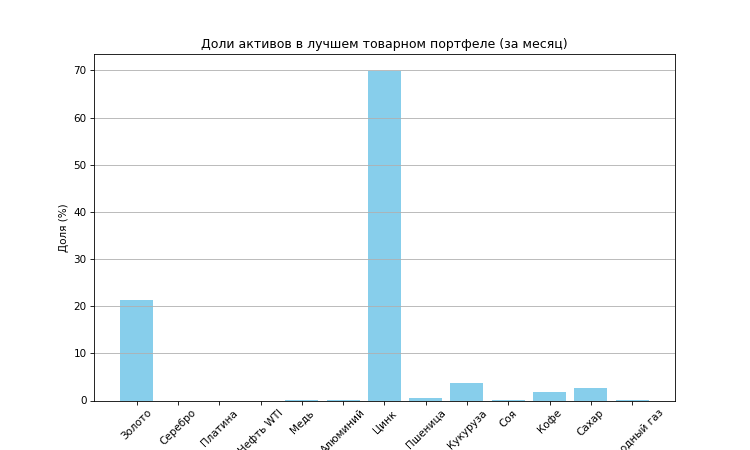 Доли активов в лучшем товарном портфеле (за месяц)
Доля (%)
70
60
50
40
30
20
10
0
Золото
Серебро
Платина
Нефть WTI
Медь
Алюминий
Цинк
Пшеница
Кукуруза
Соя
Кофе
Сахар
газ